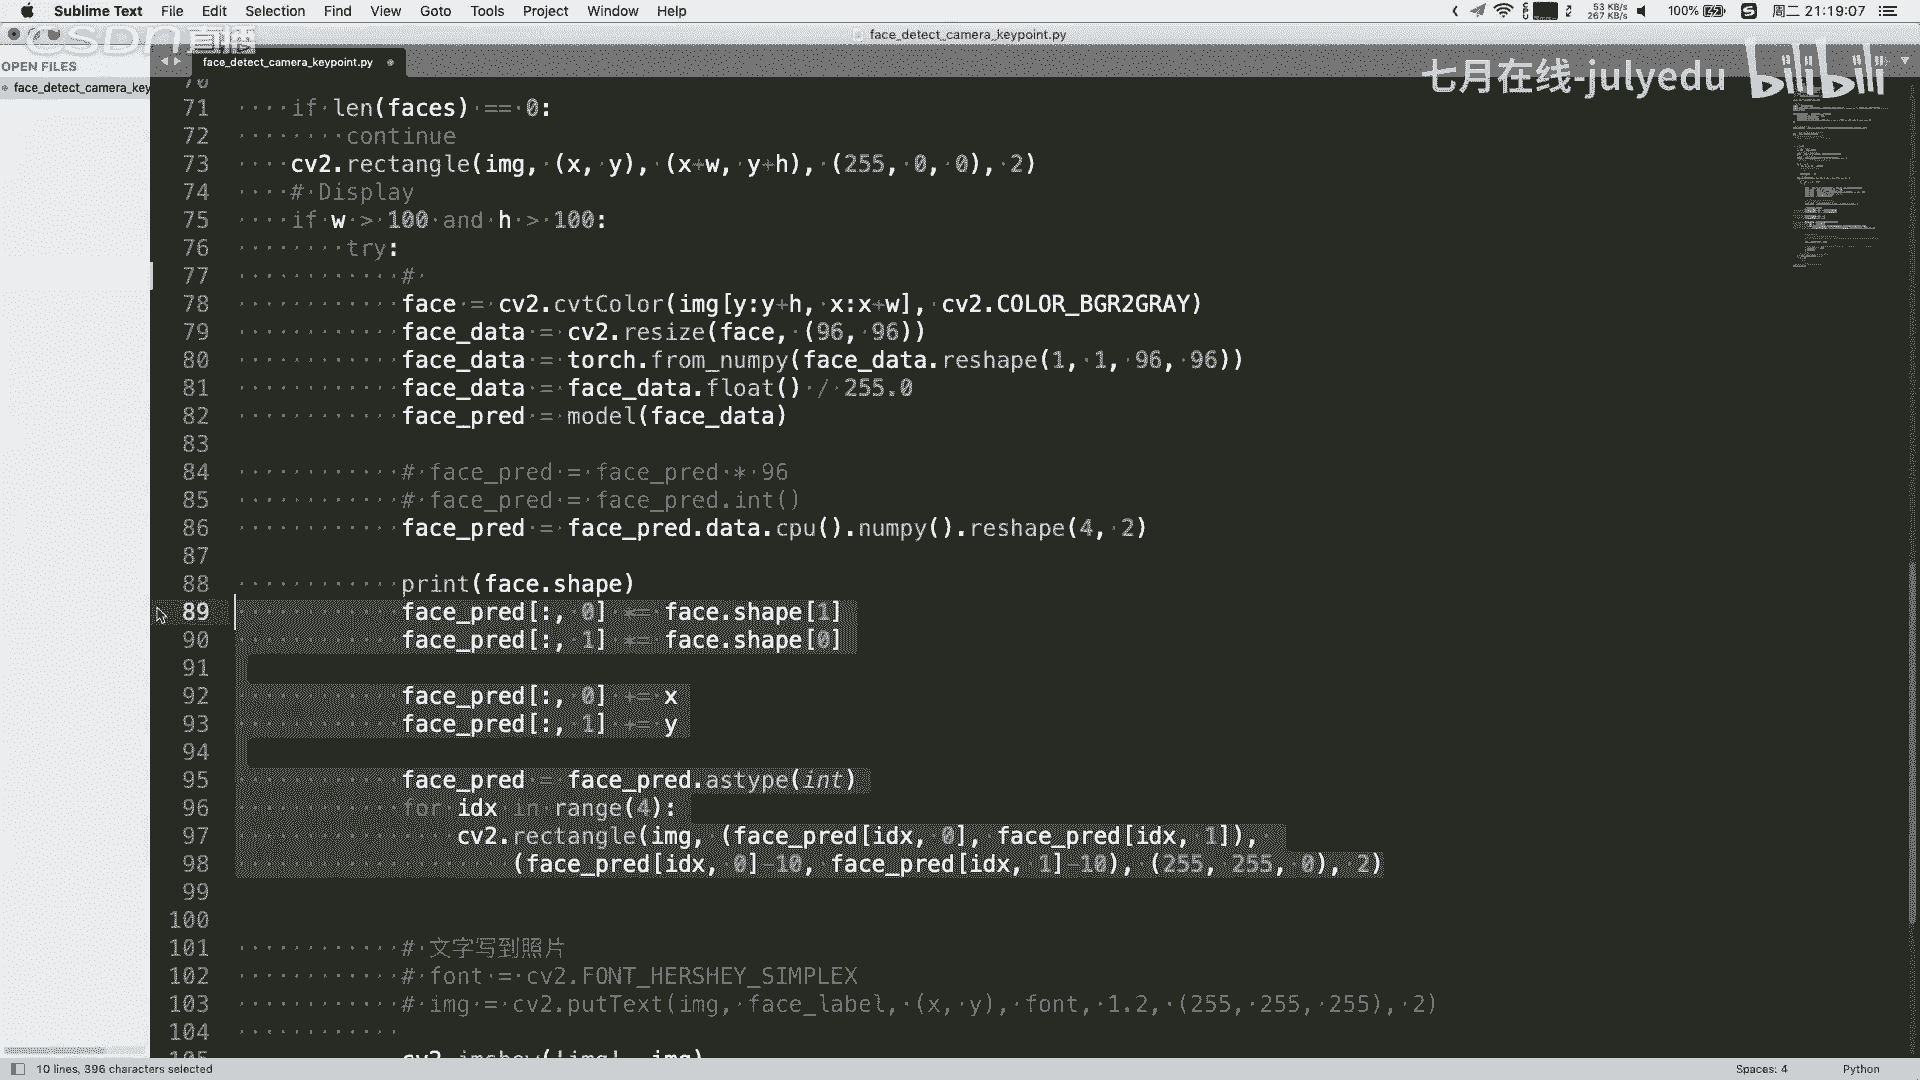 Sublime Text File Edit Selection Find View Goto Tools Project Window Help 53 KB/s 267 KB/s 100% 周二 21:19:07
face_detect_camera_keypoint.py
CSDN直播
OPEN FILES
face_detect_camera_keypoint.py
face_detect_camera_key
七月在线-julyedu bilibili
70
71 if len(faces) == 0:
72 continue
73 cv2.rectangle(img, (x, y), (x+w, y+h), (255, 0, 0), 2)
74 # Display
75 if w > 100 and h > 100:
76 try:
77 #
78 face = cv2.cvtColor(img[y:y+h, x:x+w], cv2.COLOR_BGR2GRAY)
79 face_data = cv2.resize(face, (96, 96))
80 face_data = torch.from_numpy(face_data.reshape(1, 1, 96, 96))
81 face_data = face_data.float() / 255.0
82 face_pred = model(face_data)
83
84 # face_pred = face_pred * 96
85 # face_pred = face_pred.int()
86 face_pred = face_pred.data.cpu().numpy().reshape(4, 2)
87
88 print(face.shape)
89 face_pred[:, 0] *= face.shape[1]
90 face_pred[:, 1] *= face.shape[0]
91
92 face_pred[:, 0] += x
93 face_pred[:, 1] += y
94
95 face_pred = face_pred.astype(int)
96 for idx in range(4):
97 cv2.rectangle(img, (face_pred[idx, 0], face_pred[idx, 1]),
98 (face_pred[idx, 0]-10, face_pred[idx, 1]-10), (255, 255, 0), 2)
99
100
101 # 文字写到照片
102 # font = cv2.FONT_HERSHEY_SIMPLEX
103 # img = cv2.putText(img, face_label, (x, y), font, 1.2, (255, 255, 255), 2)
104
105 cv2.imshow('img', img)
10 lines, 396 characters selected
Spaces: 4 Python